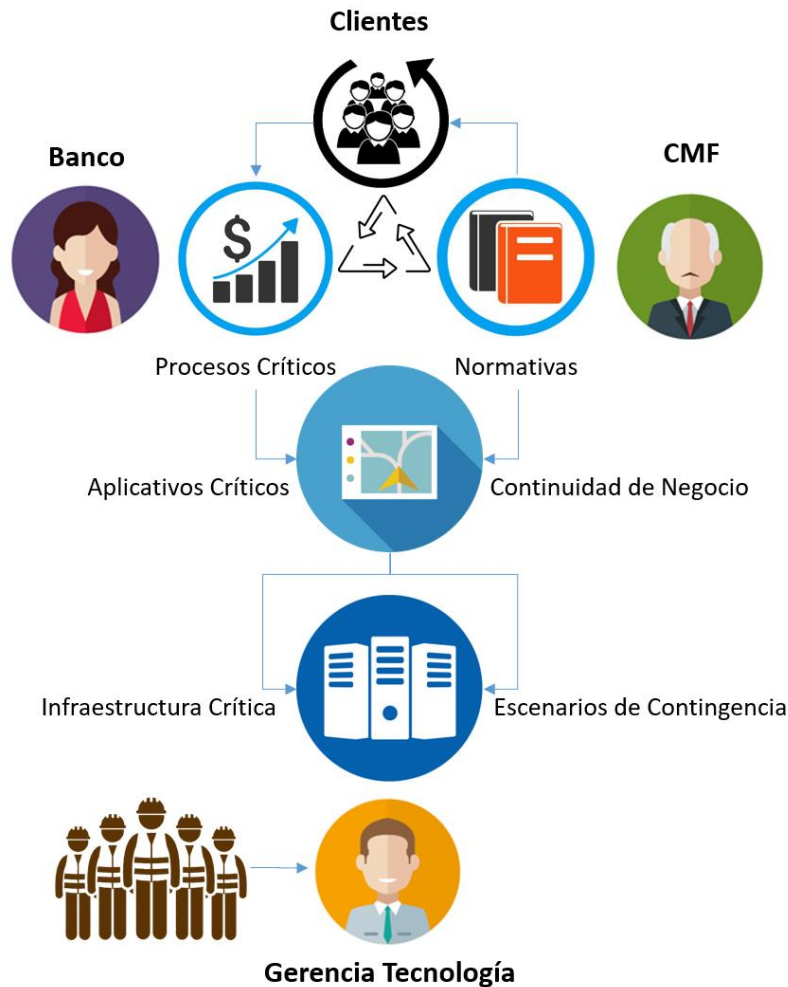 Clientes
Banco
CMF
$
Procesos Críticos
Normativas
Aplicativos Críticos
Continuidad de Negocio
Infraestructura Crítica
Escenarios de Contingencia
Gerencia Tecnología